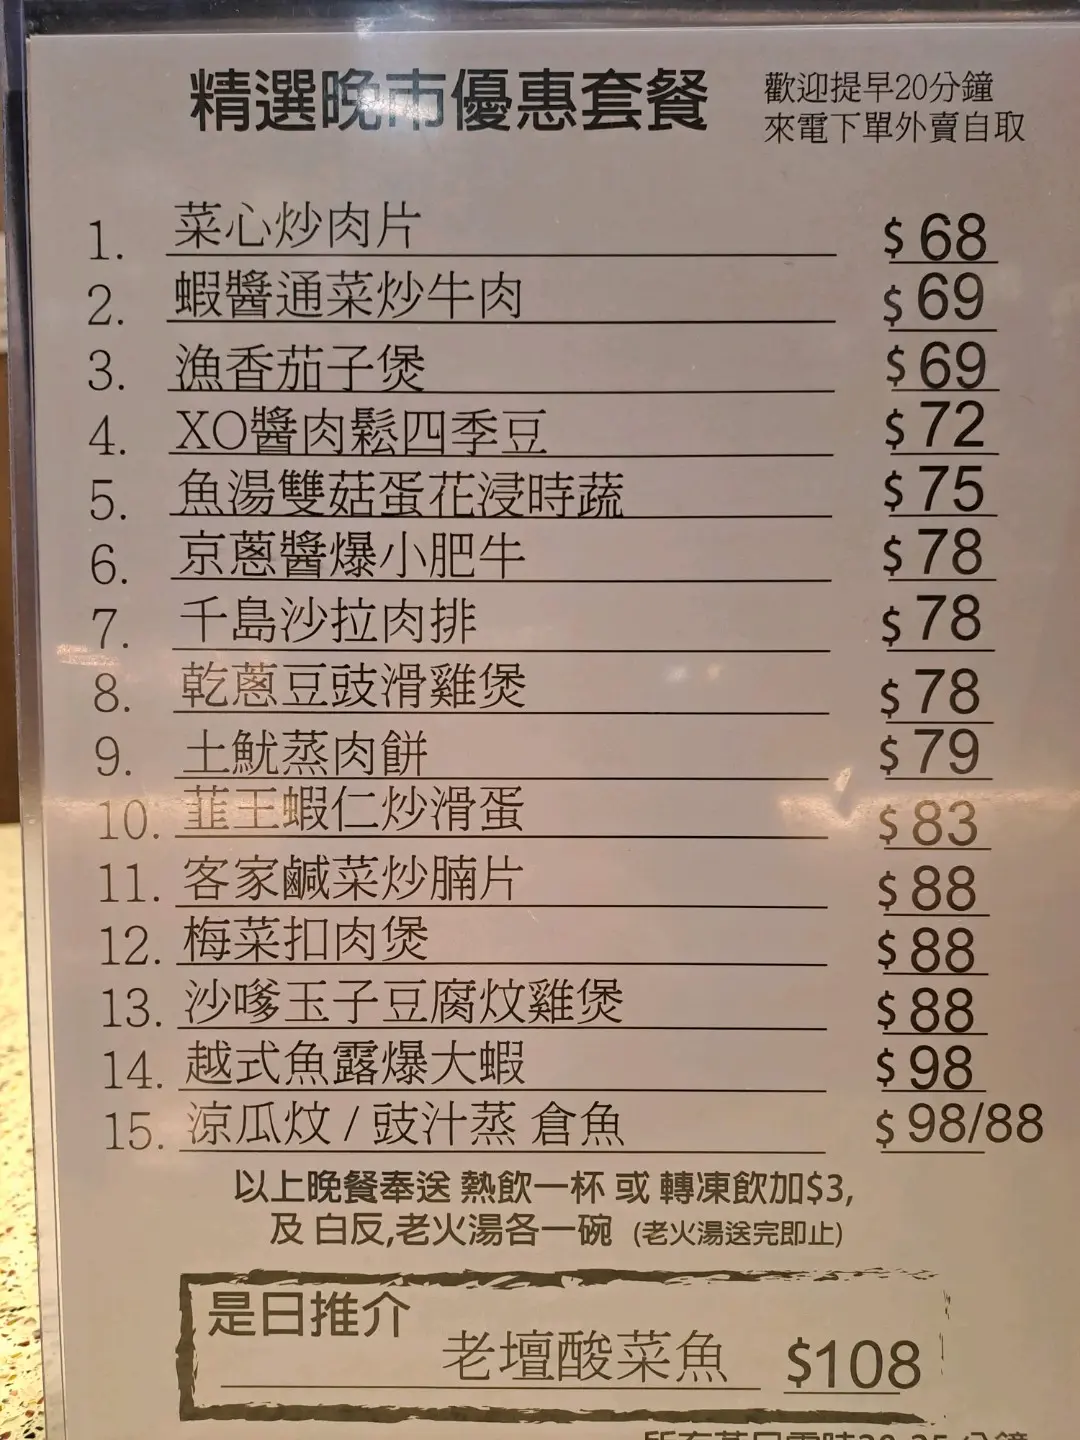 精選晚市優惠套餐
歡迎提早20分鐘
來電下單外賣自取
1. 菜心炒肉片 $ 68
2. 蝦醬通菜炒牛肉 $ 69
3. 漁香茄子煲 $ 69
4. XO醬肉鬆四季豆 $ 72
5. 魚湯雙菇蛋花浸時蔬 $ 75
6. 京蔥醬爆小肥牛 $ 78
7. 千島沙拉肉排 $ 78
8. 乾蔥豆豉滑雞煲 $ 78
9. 土魷蒸肉餅 $ 79
10. 韮王蝦仁炒滑蛋 $ 83
11. 客家鹹菜炒腩片 $ 88
12. 梅菜扣肉煲 $ 88
13. 沙嗲玉子豆腐炆雞煲 $ 88
14. 越式魚露爆大蝦 $ 98
15. 涼瓜炆 / 豉汁蒸 倉魚 $ 98/88
以上晚餐奉送 熱飲一杯 或 轉凍飲加$3,
及 白反,老火湯各一碗 (老火湯送完即止)
是日推介
老壇酸菜魚 $108